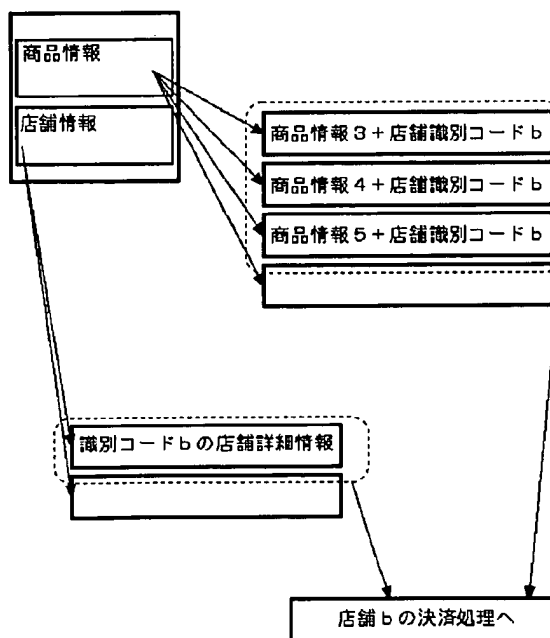 商品情報
店舗情報
商品情報3+店舗識別コードb
商品情報4+店舗識別コードb
商品情報5+店舗識別コードb
識別コードbの店舗詳細情報
店舗bの決済処理へ